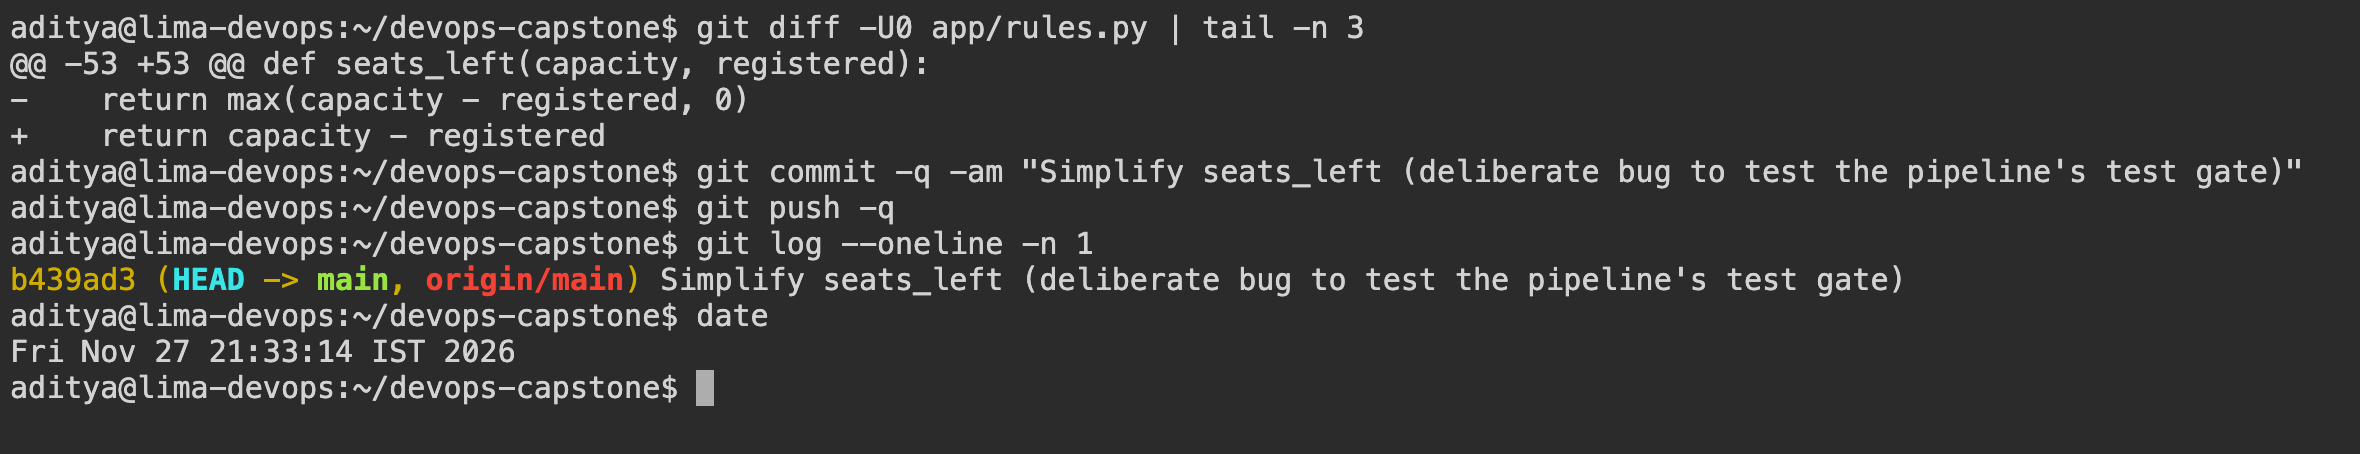 aditya@lima-devops:~/devops-capstone$ git diff -U0 app/rules.py | tail -n 3
@@ -53 +53 @@ def seats_left(capacity, registered):
-    return max(capacity - registered, 0)
+    return capacity - registered
aditya@lima-devops:~/devops-capstone$ git commit -q -am "Simplify seats_left (deliberate bug to test the pipeline's test gate)"
aditya@lima-devops:~/devops-capstone$ git push -q
aditya@lima-devops:~/devops-capstone$ git log --oneline -n 1
b439ad3 (HEAD -> main, origin/main) Simplify seats_left (deliberate bug to test the pipeline's test gate)
aditya@lima-devops:~/devops-capstone$ date
Fri Nov 27 21:33:14 IST 2026
aditya@lima-devops:~/devops-capstone$